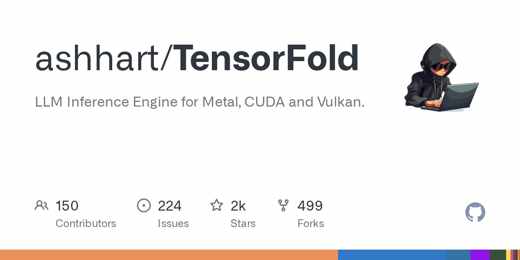 ashhart/TensorFold
LLM Inference Engine for Metal, CUDA and Vulkan.
150
Contributors
224
Issues
2k
Stars
499
Forks